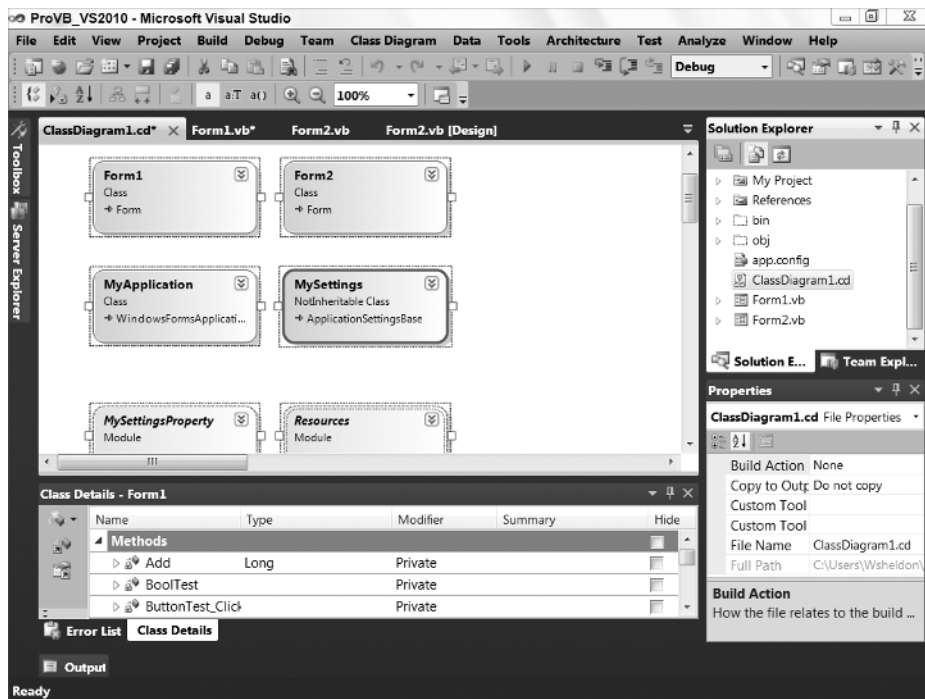 ProVB_VS2010 - Microsoft Visual Studio
File Edit View Project Build Debug Team Class Diagram Data Tools Architecture Test Analyze Window Help
Debug
a a:T a() 100%
Toolbox
Server Explorer
ClassDiagram1.cd* Form1.vb* Form2.vb Form2.vb [Design]
Form1
Class
Form
Form2
Class
Form
MyApplication
Class
WindowsFormsApplicati...
MySettings
NotInheritable Class
ApplicationSettingsBase
MySettingsProperty
Module
Resources
Module
Class Details - Form1
Name Type Modifier Summary Hide
Methods
Add Long Private
BoolTest Private
ButtonTest_Click Private
Error List Class Details
Output
Ready
Solution Explorer
My Project
References
bin
obj
app.config
ClassDiagram1.cd
Form1.vb
Form2.vb
Solution E... Team Expl...
Properties
ClassDiagram1.cd File Properties
Build Action None
Copy to Outp Do not copy
Custom Tool
Custom Tool
File Name ClassDiagram1.cd
Full Path C:\Users\Wsheldon\
Build Action
How the file relates to the build ...